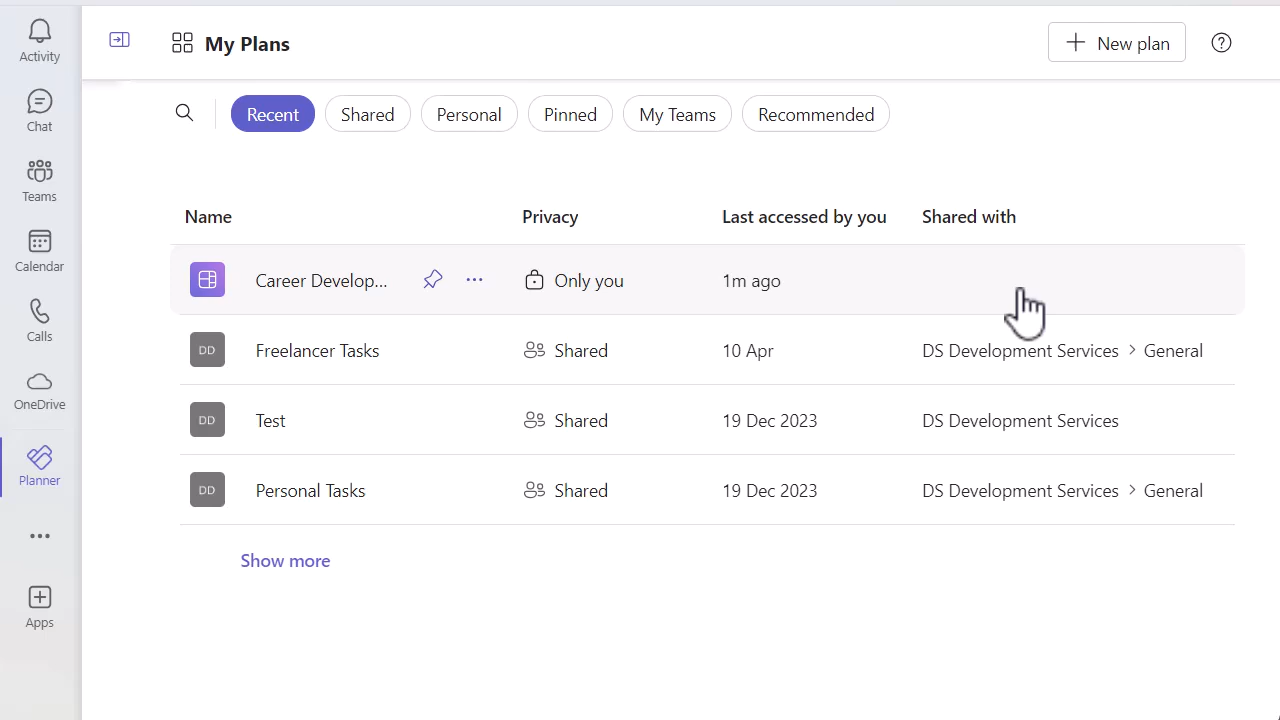 Activity
Chat
Teams
Calendar
Calls
OneDrive
Planner
Apps
My Plans
New plan
Recent Shared Personal Pinned My Teams Recommended
Name Privacy Last accessed by you Shared with
Career Develop... Only you 1m ago
DD Freelancer Tasks Shared 10 Apr DS Development Services > General
DD Test Shared 19 Dec 2023 DS Development Services
DD Personal Tasks Shared 19 Dec 2023 DS Development Services > General
Show more